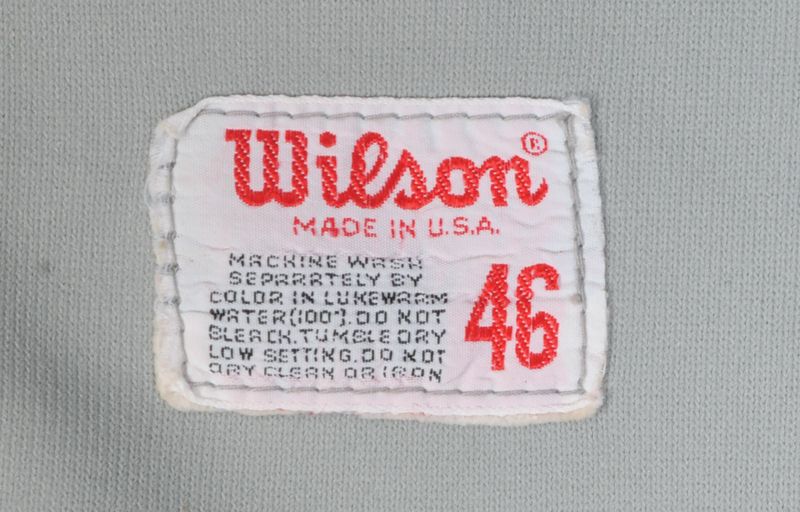 Wilson®
MADE IN U.S.A.
MACHINE WASH
SEPARATELY BY
COLOR IN LUKEWARM
WATER(100°).DO NOT
BLEACH.TUMBLE DRY
LOW SETTING.DO NOT
DRY CLEAN OR IRON
46